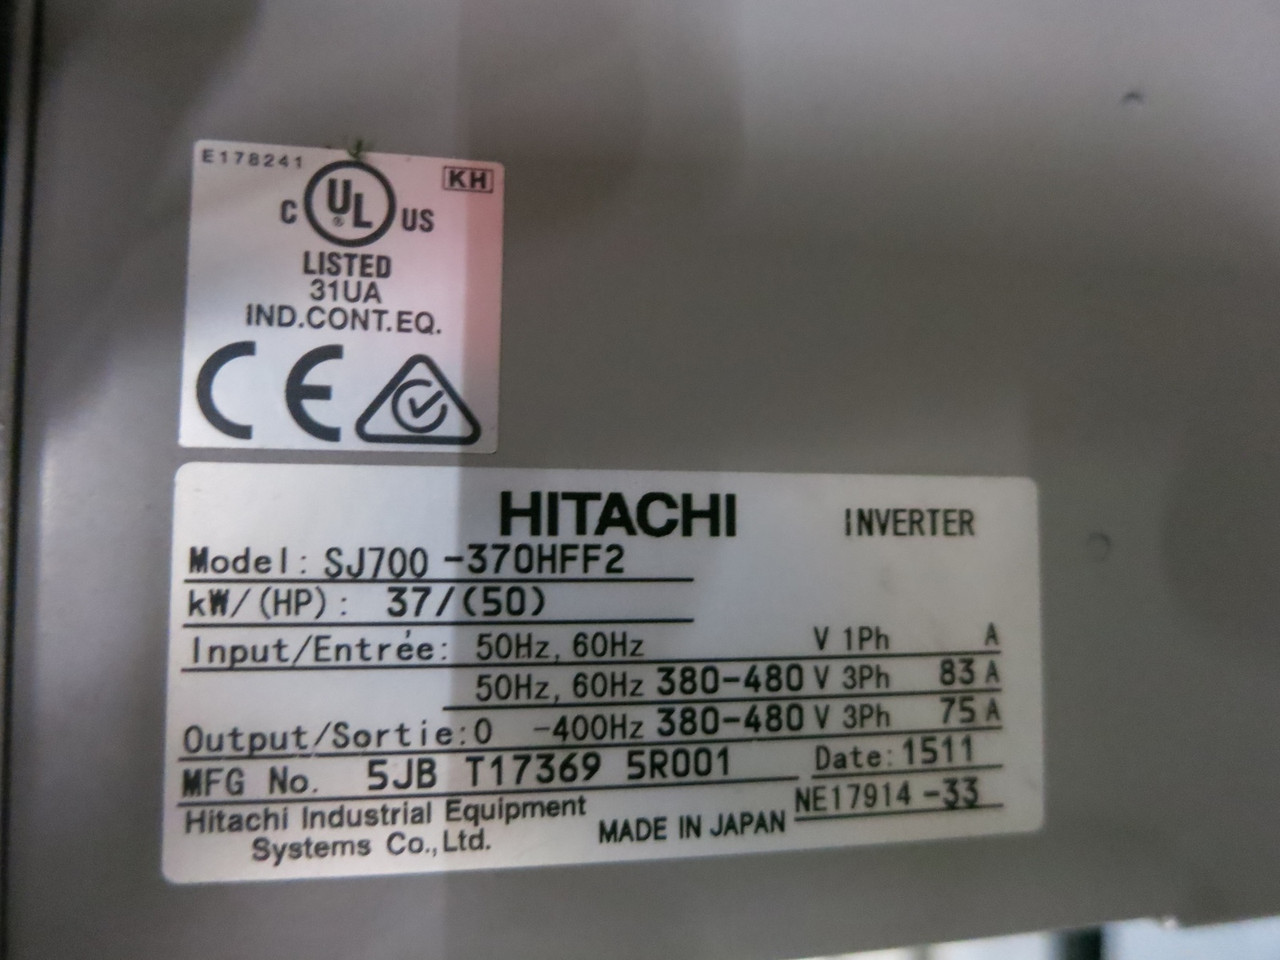 E178241
KH
C UL US
®
LISTED
31UA
IND.CONT.EQ.
CE
HITACHI INVERTER
Model: SJ700 -370HFF2
kW/(HP): 37/(50)
Input/Entrée: 50Hz, 60Hz V 1Ph A
50Hz, 60Hz 380-480 V 3Ph 83 A
Output/Sortie:0 -400Hz 380-480 V 3Ph 75 A
MFG No. 5JB T17369 5R001 Date: 1511
Hitachi Industrial Equipment
Systems Co.,Ltd. MADE IN JAPAN NE17914 -33